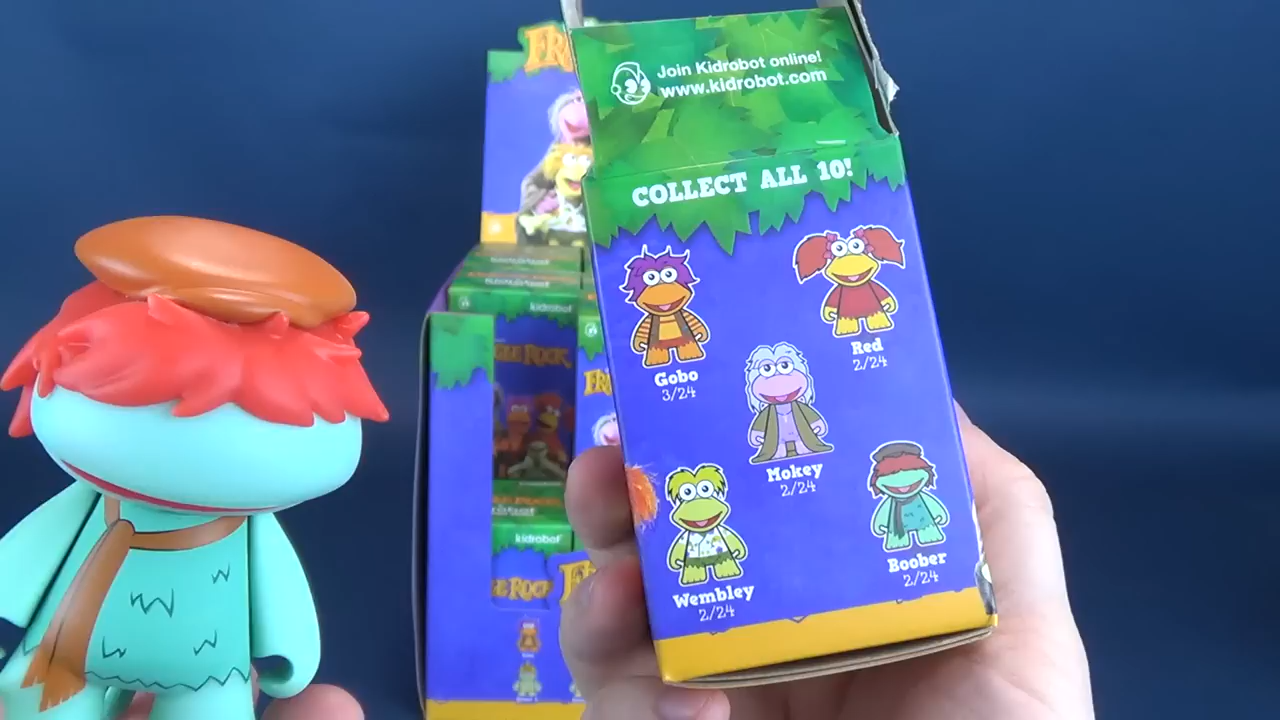 Join Kidrobot online!
www.kidrobot.com
COLLECT ALL 10!
Gobo
3/24
Red
2/24
Mokey
2/24
Wembley
2/24
Boober
2/24
kidrobot
kidrobot